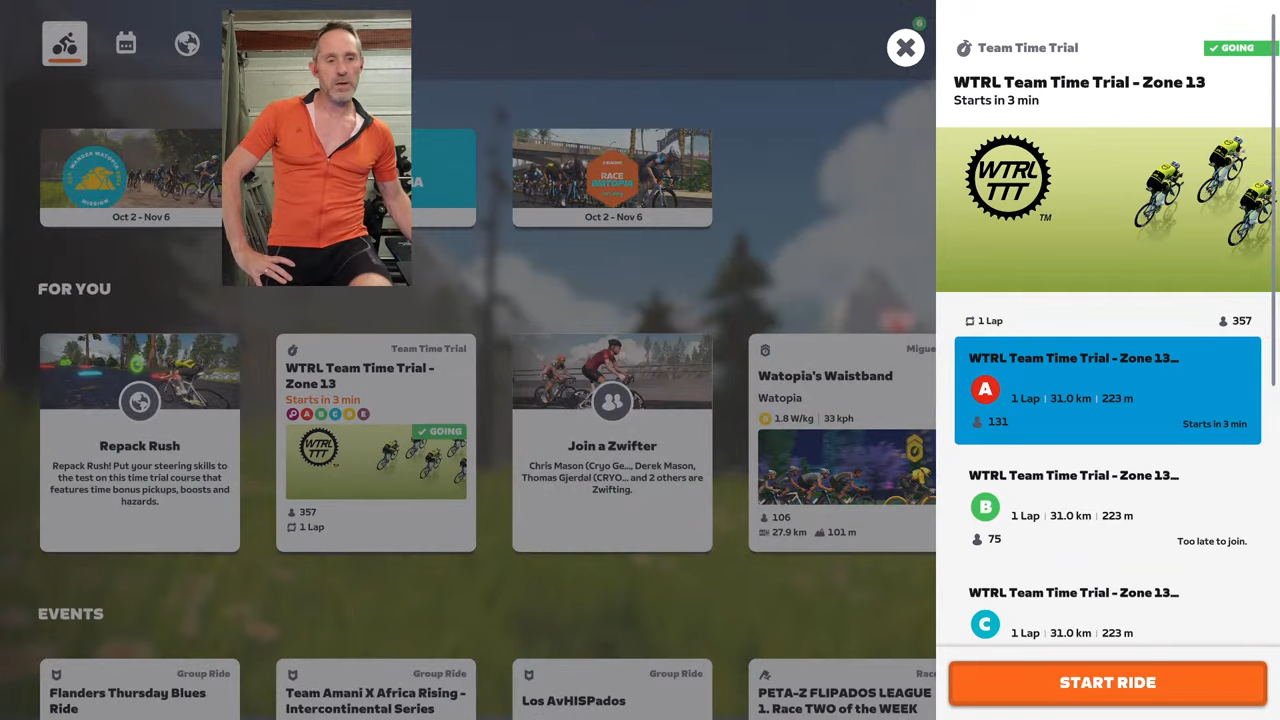 6
Oct 2 - Nov 6
A
RACE
WATOPIA
Oct 2 - Nov 6
FOR YOU
Repack Rush
Repack Rush! Put your steering skills to
the test on this time trial course that
features time bonus pickups, boosts and
hazards.
Team Time Trial
WTRL Team Time Trial -
Zone 13
Starts in 3 min
A B C D E
GOING
WTRL
TTT
357
1 Lap
Join a Zwifter
Chris Mason (Cryo Ge..., Derek Mason,
Thomas Gjerdal (CRYO... and 2 others are
Zwifting.
Migue
Watopia's Waistband
Watopia
1.8 W/kg | 33 kph
106
27.9 km 101 m
EVENTS
Group Ride
Flanders Thursday Blues
Ride
Group Ride
Team Amani X Africa Rising -
Intercontinental Series
Group Ride
Los AvHISPados
Race
PETA-Z FLIPADOS LEAGUE
1. Race TWO of the WEEK
Team Time Trial
GOING
WTRL Team Time Trial - Zone 13
Starts in 3 min
WTRL
TTT
TM
1 Lap
357
WTRL Team Time Trial - Zone 13...
A
1 Lap | 31.0 km | 223 m
131
Starts in 3 min
WTRL Team Time Trial - Zone 13...
B
1 Lap | 31.0 km | 223 m
75
Too late to join.
WTRL Team Time Trial - Zone 13...
C
1 Lap | 31.0 km | 223 m
START RIDE